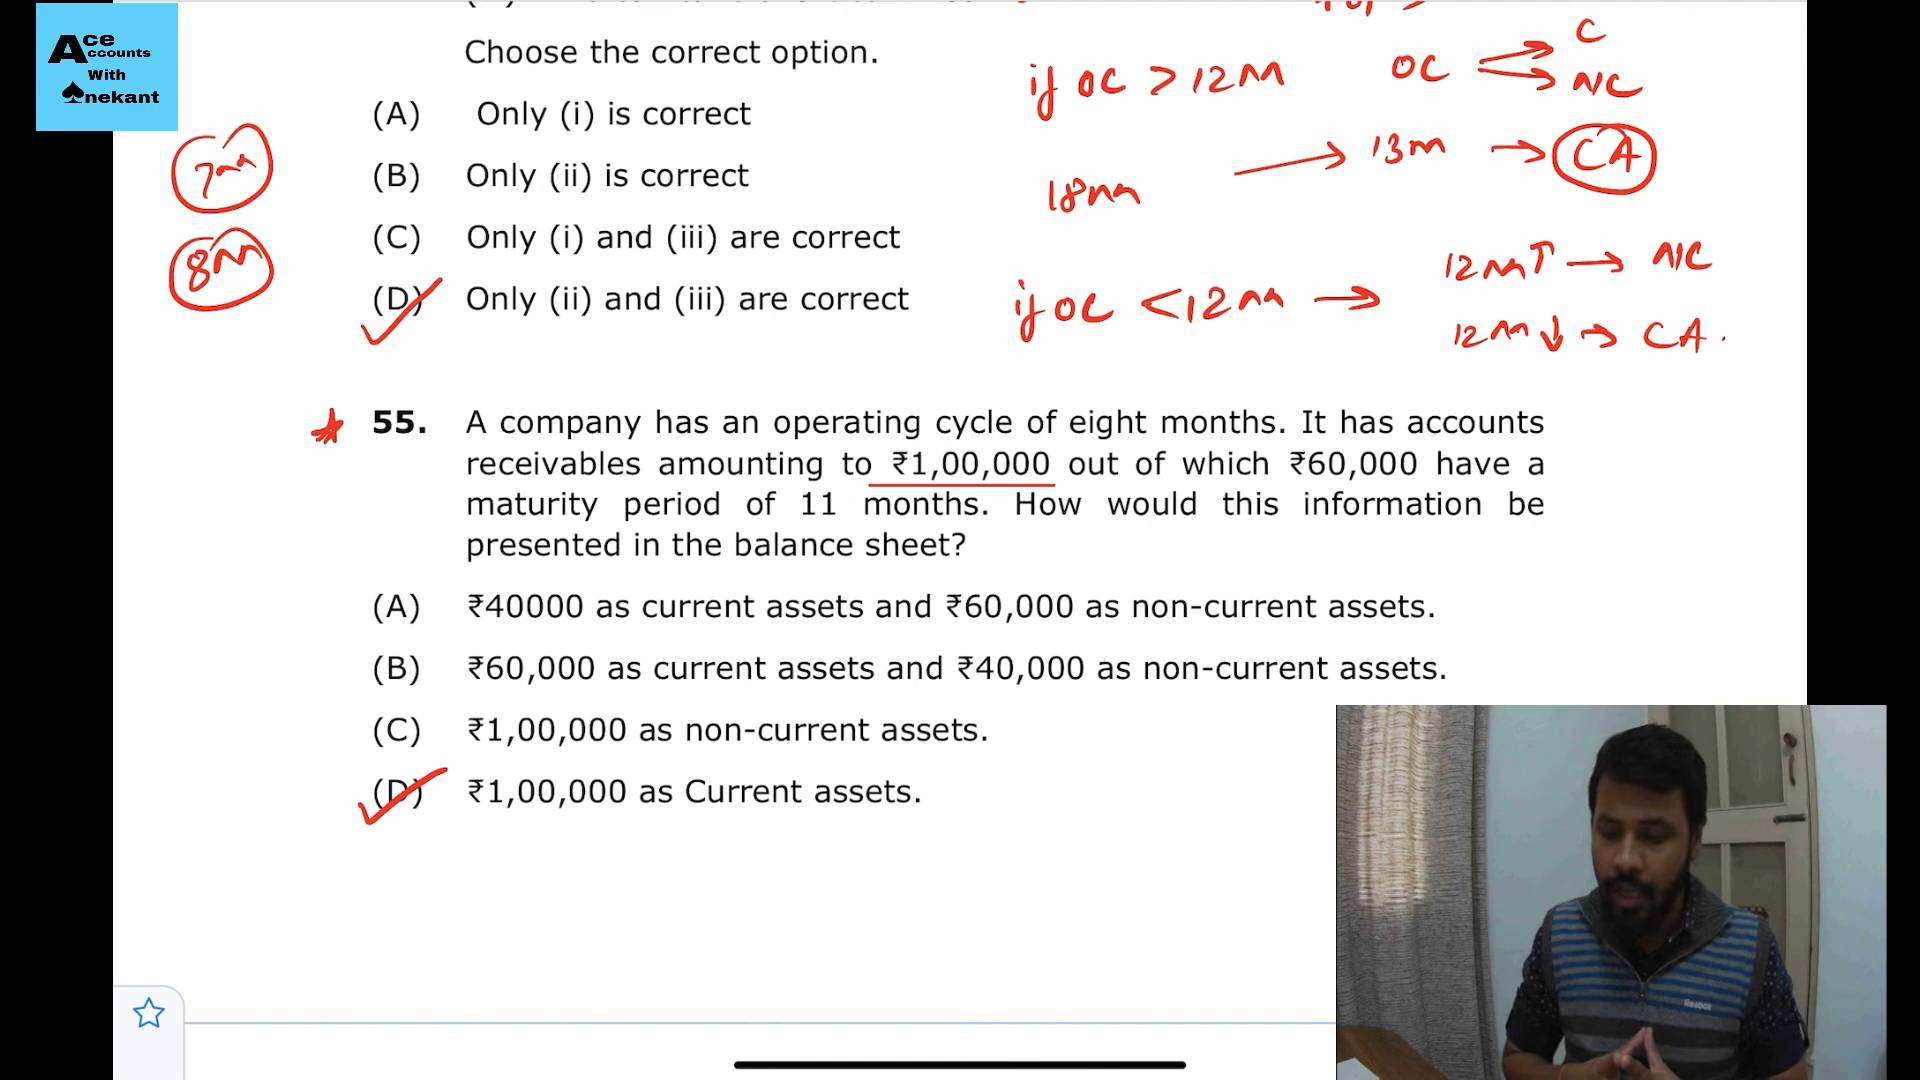 Ace
Accounts
With
Anekant
Choose the correct option.
(A) Only (i) is correct
(B) Only (ii) is correct
(C) Only (i) and (iii) are correct
(D) Only (ii) and (iii) are correct
7m
8m
if OC > 12m
OC
C
N/C
18m
13m → CA
if OC < 12m →
12m↑ → N/C
12m↓ → CA.
55. A company has an operating cycle of eight months. It has accounts
receivables amounting to ₹1,00,000 out of which ₹60,000 have a
maturity period of 11 months. How would this information be
presented in the balance sheet?
(A) ₹40000 as current assets and ₹60,000 as non-current assets.
(B) ₹60,000 as current assets and ₹40,000 as non-current assets.
(C) ₹1,00,000 as non-current assets.
(D) ₹1,00,000 as Current assets.
Reebok